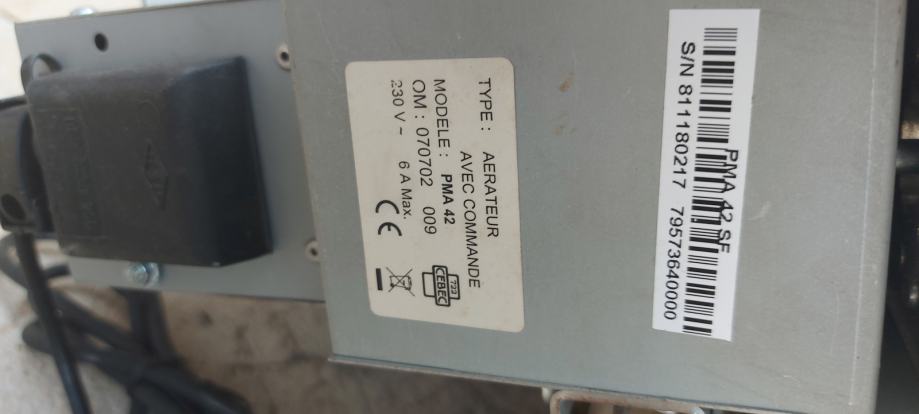 TYPE : AERATEUR
AVEC COMMANDE
MODELE : PMA 42
OM : 070702 009
230 V ~ 6 A Max.
CE
723
CEBEC
PMA 42 SF
S/N 811180217 79573640000